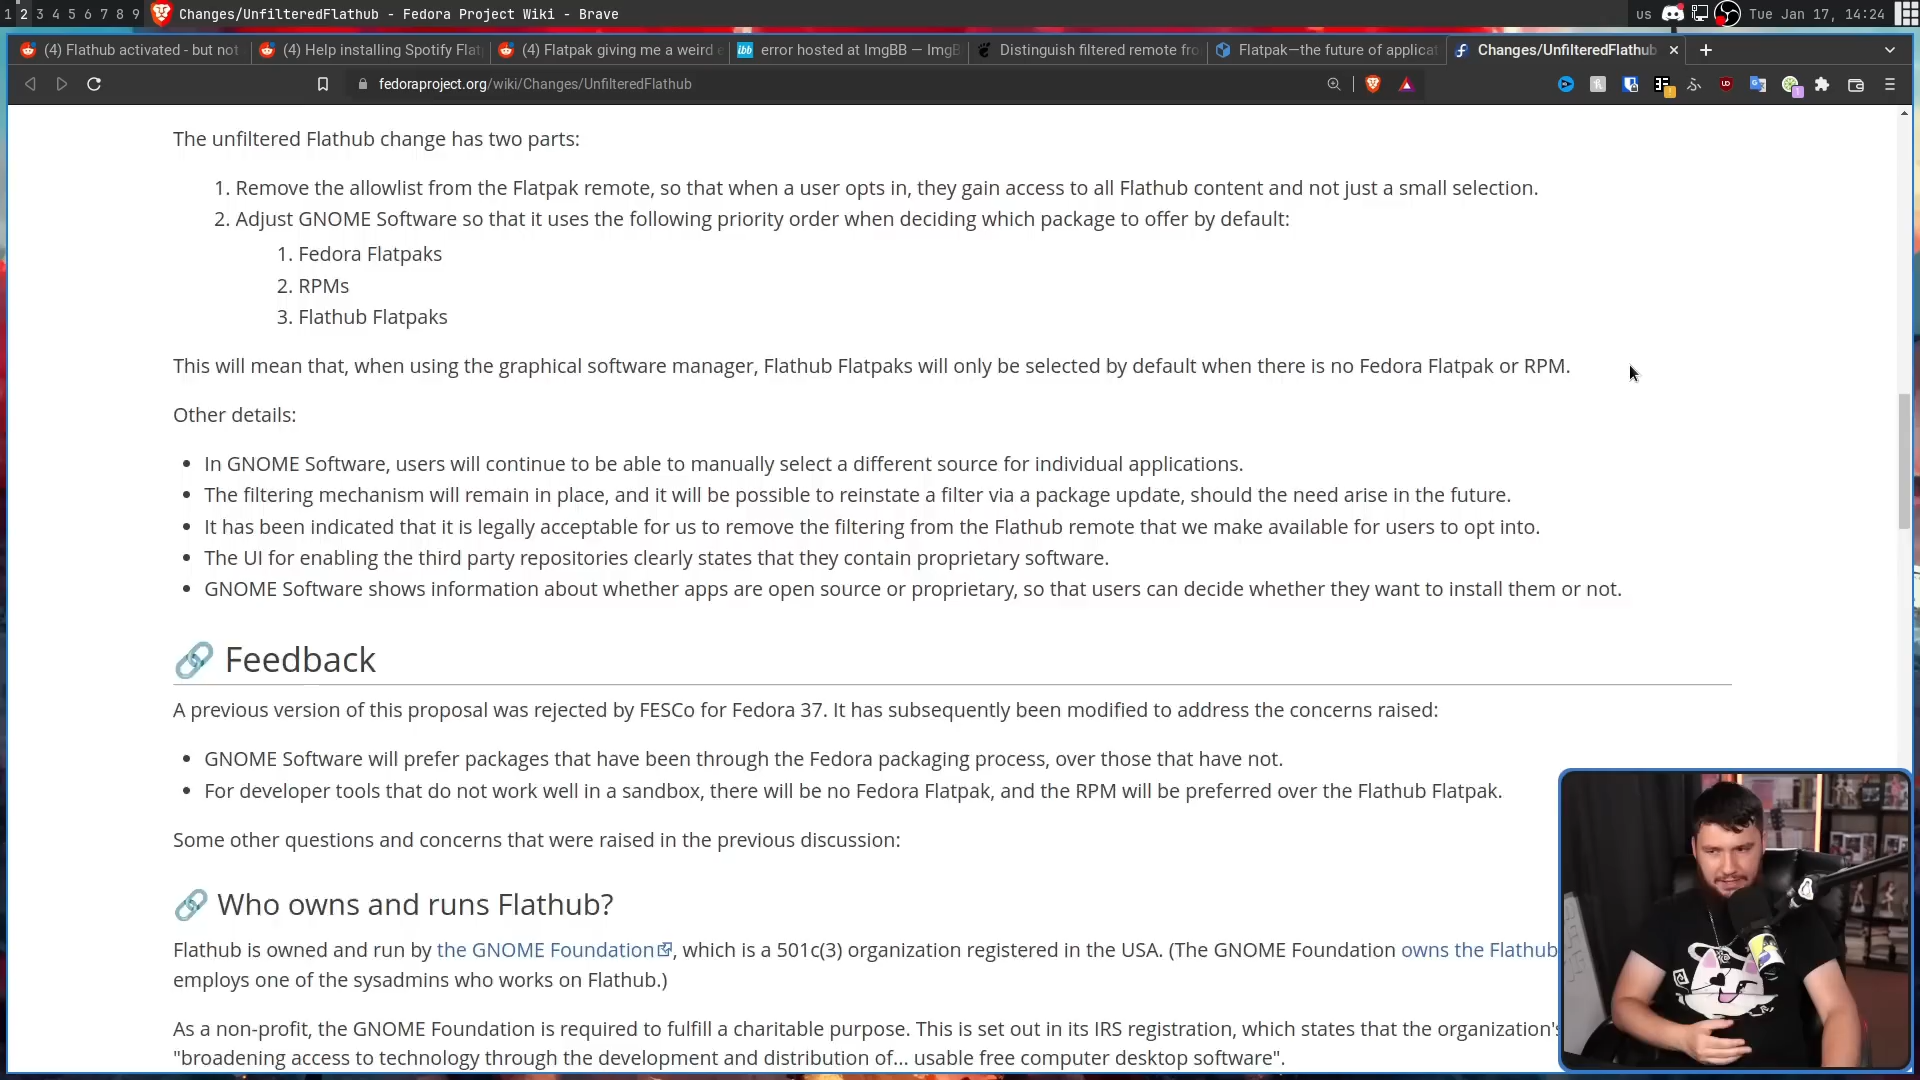 1 2 3 4 5 6 7 8 9 Changes/UnfilteredFlathub - Fedora Project Wiki - Brave us Tue Jan 17, 14:24
(4) Flathub activated - but not (4) Help installing Spotify Flat (4) Flatpak giving me a weird e ibb error hosted at ImgBB — ImgB Distinguish filtered remote fro Flatpak—the future of applicat Changes/UnfilteredFlathub
fedoraproject.org/wiki/Changes/UnfilteredFlathub
The unfiltered Flathub change has two parts:
1. Remove the allowlist from the Flatpak remote, so that when a user opts in, they gain access to all Flathub content and not just a small selection.
2. Adjust GNOME Software so that it uses the following priority order when deciding which package to offer by default:
1. Fedora Flatpaks
2. RPMs
3. Flathub Flatpaks
This will mean that, when using the graphical software manager, Flathub Flatpaks will only be selected by default when there is no Fedora Flatpak or RPM.
Other details:
• In GNOME Software, users will continue to be able to manually select a different source for individual applications.
• The filtering mechanism will remain in place, and it will be possible to reinstate a filter via a package update, should the need arise in the future.
• It has been indicated that it is legally acceptable for us to remove the filtering from the Flathub remote that we make available for users to opt into.
• The UI for enabling the third party repositories clearly states that they contain proprietary software.
• GNOME Software shows information about whether apps are open source or proprietary, so that users can decide whether they want to install them or not.
Feedback
A previous version of this proposal was rejected by FESCo for Fedora 37. It has subsequently been modified to address the concerns raised:
• GNOME Software will prefer packages that have been through the Fedora packaging process, over those that have not.
• For developer tools that do not work well in a sandbox, there will be no Fedora Flatpak, and the RPM will be preferred over the Flathub Flatpak.
Some other questions and concerns that were raised in the previous discussion:
Who owns and runs Flathub?
Flathub is owned and run by the GNOME Foundation, which is a 501c(3) organization registered in the USA. (The GNOME Foundation owns the Flathub
employs one of the sysadmins who works on Flathub.)
As a non-profit, the GNOME Foundation is required to fulfill a charitable purpose. This is set out in its IRS registration, which states that the organization's
"broadening access to technology through the development and distribution of... usable free computer desktop software".